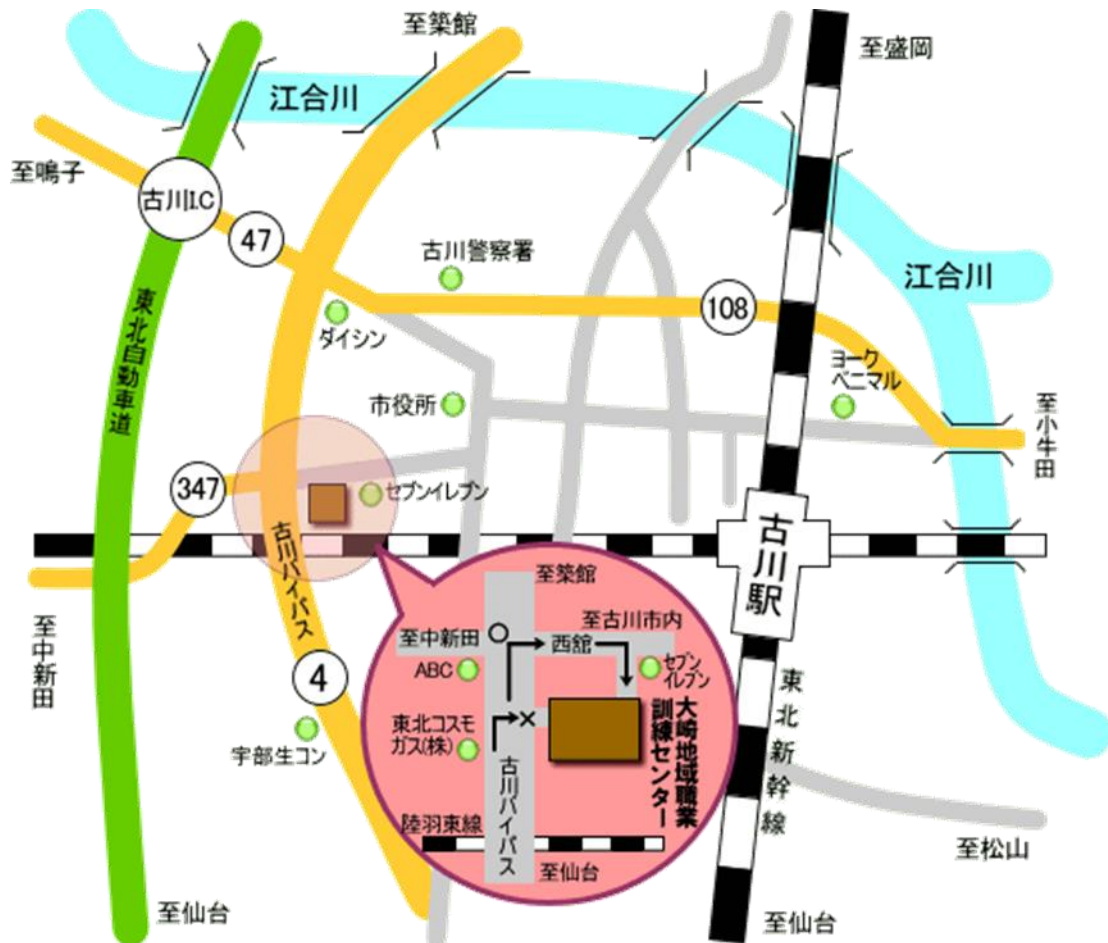 至築館
至盛岡
江合川
至鳴子
古川I.C
47
古川警察署
江合川
108
東北自動車道
ダイシン
ヨーク
ベニマル
市役所
至小牛田
347
セブンイレブン
古川バイパス
古川駅
至中新田
4
宇部生コン
至築館
至古川市内
至中新田
西舘
ABC
セブン
イレブン
東北コスモ
ガス(株)
大崎地域職業
訓練センター
古川バイパス
陸羽東線
至仙台
東北新幹線
至松山
至仙台
至仙台